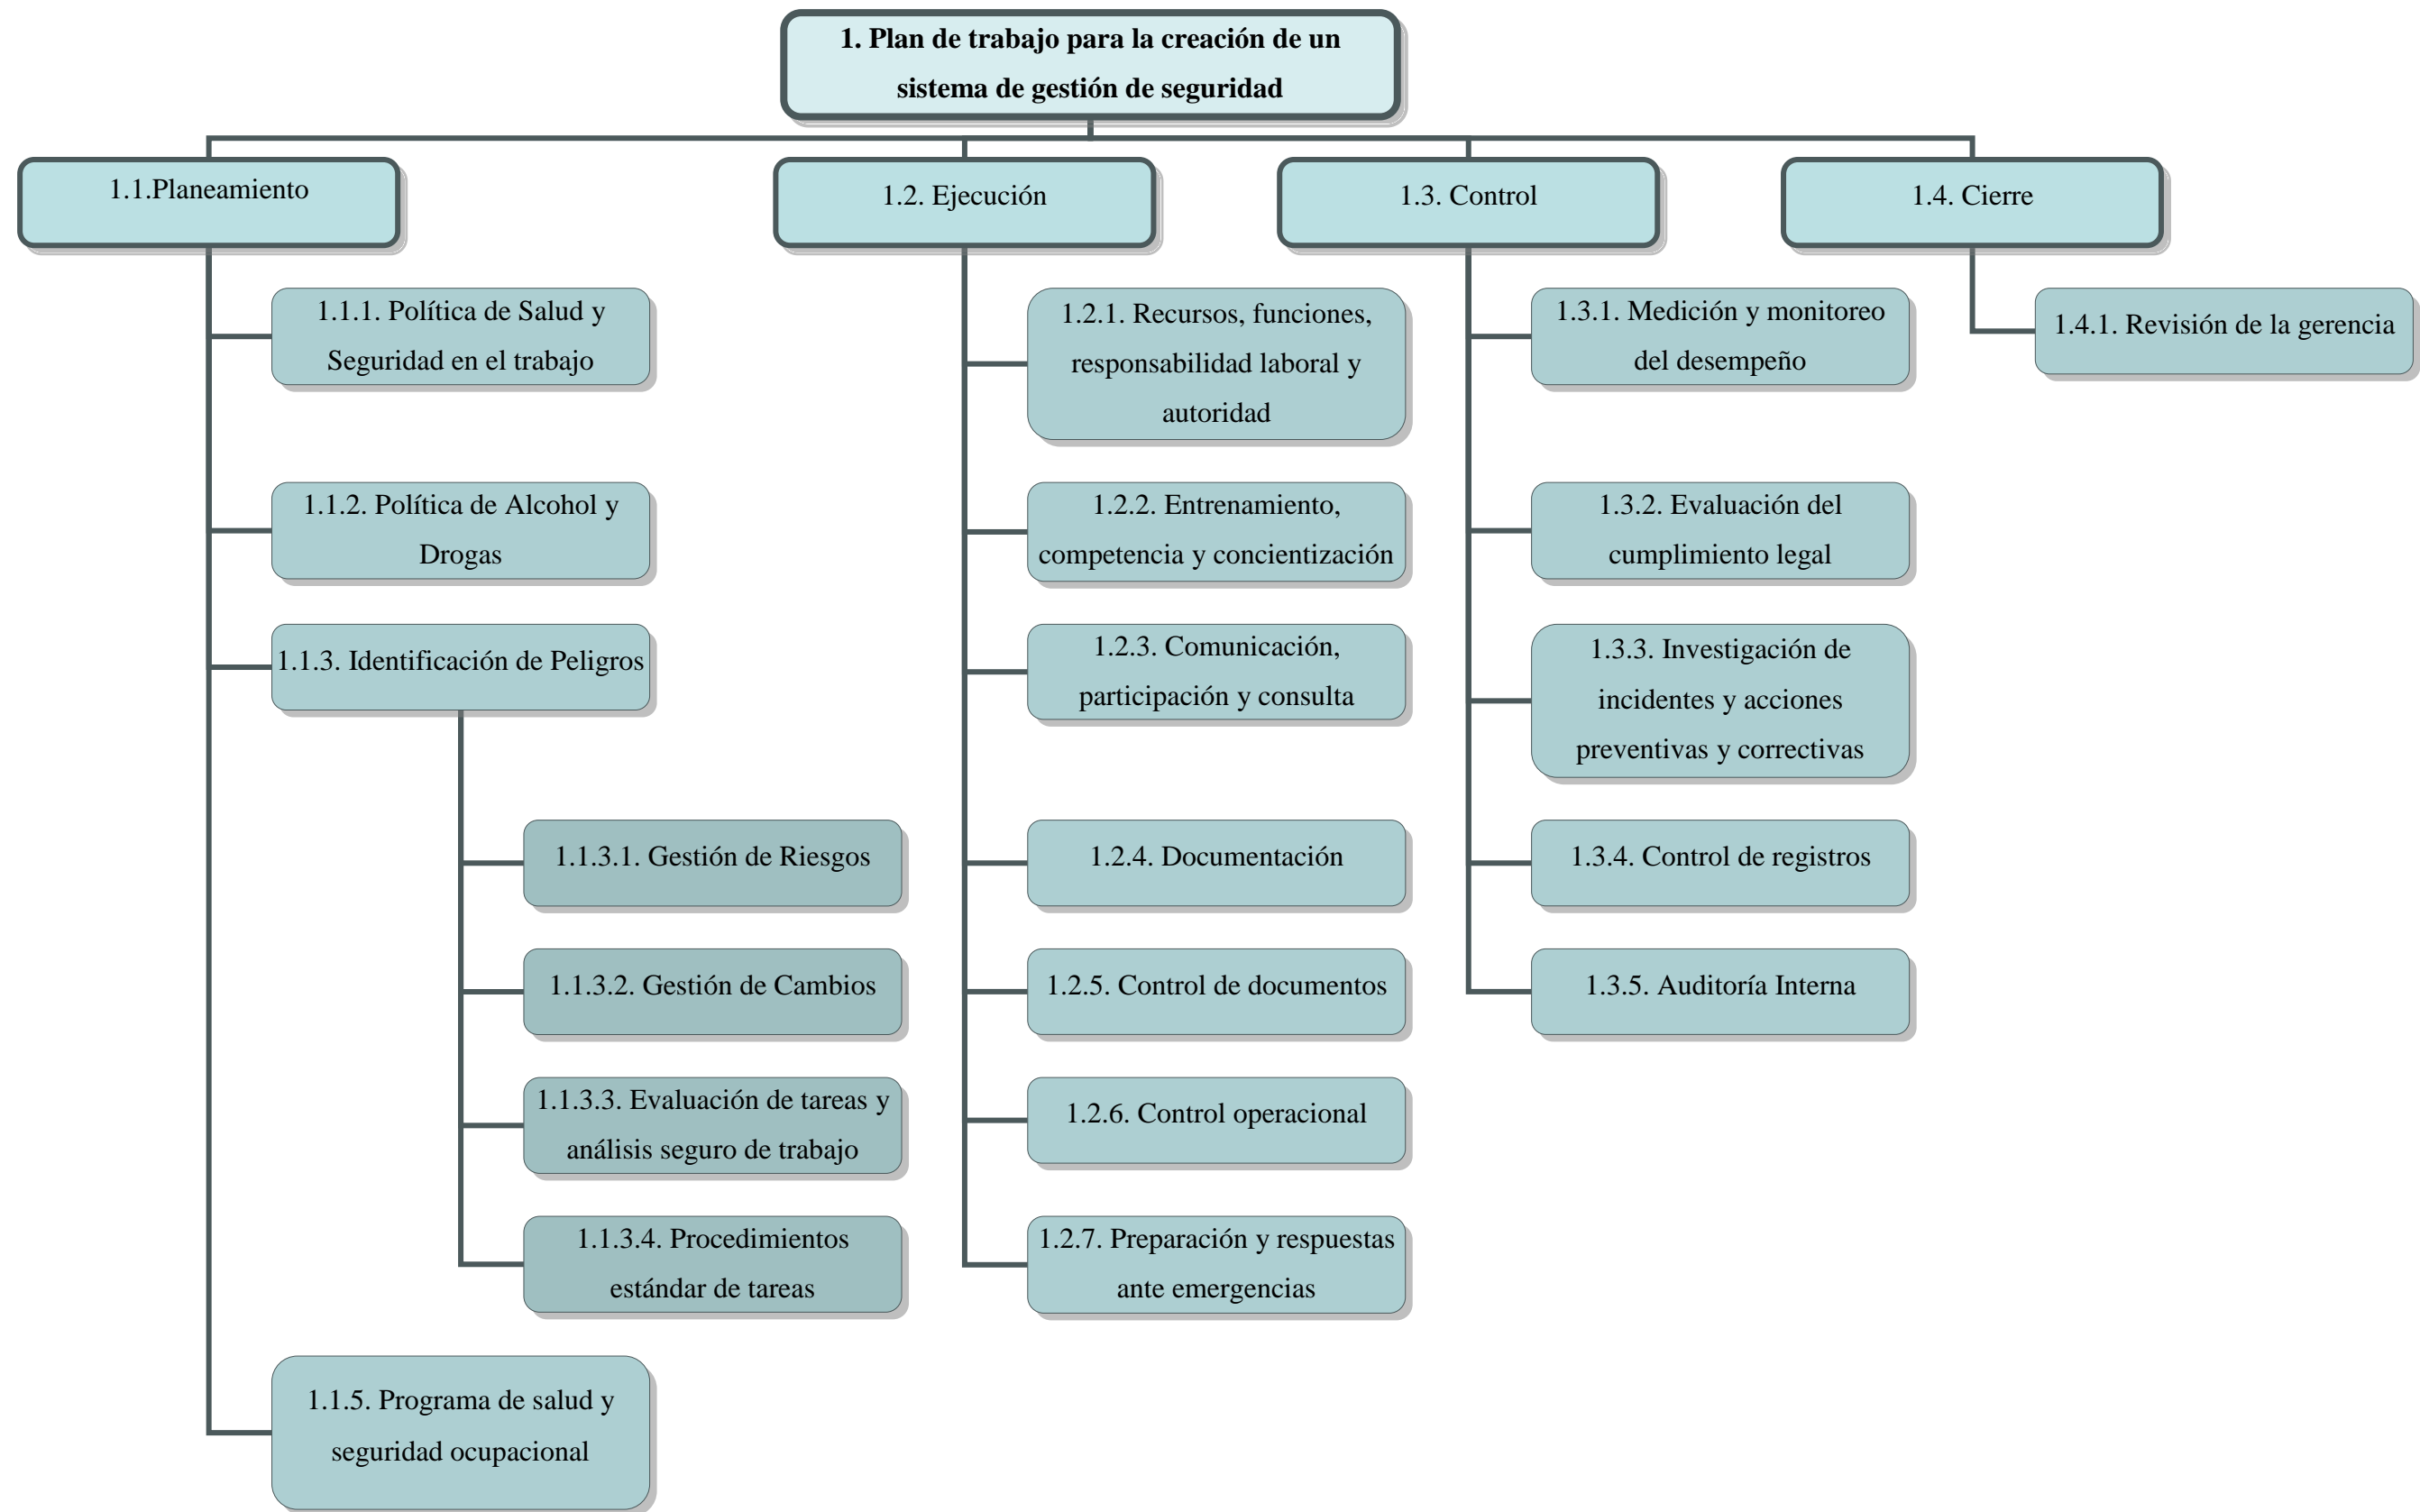 1. Plan de trabajo para la creación de un
sistema de gestión de seguridad
1.1.Planeamiento
1.2. Ejecución
1.3. Control
1.4. Cierre
1.1.1. Política de Salud y
Seguridad en el trabajo
1.1.2. Política de Alcohol y
Drogas
1.1.3. Identificación de Peligros
1.1.3.1. Gestión de Riesgos
1.1.3.2. Gestión de Cambios
1.1.3.3. Evaluación de tareas y
análisis seguro de trabajo
1.1.3.4. Procedimientos
estándar de tareas
1.1.5. Programa de salud y
seguridad ocupacional
1.2.1. Recursos, funciones,
responsabilidad laboral y
autoridad
1.2.2. Entrenamiento,
competencia y concientización
1.2.3. Comunicación,
participación y consulta
1.2.4. Documentación
1.2.5. Control de documentos
1.2.6. Control operacional
1.2.7. Preparación y respuestas
ante emergencias
1.3.1. Medición y monitoreo
del desempeño
1.3.2. Evaluación del
cumplimiento legal
1.3.3. Investigación de
incidentes y acciones
preventivas y correctivas
1.3.4. Control de registros
1.3.5. Auditoría Interna
1.4.1. Revisión de la gerencia